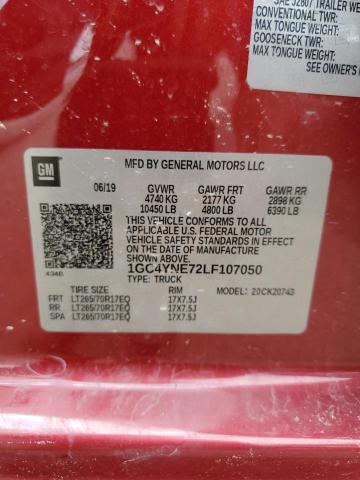 SAE J2807 TRAILER WE
CONVENTIONAL TWR:
MAX TONGUE WEIGHT:
GOOSENECK TWR:
MAX TONGUE WEIGHT:
SEE OWNER'S
GM
MFD BY GENERAL MOTORS LLC
06/19 GVWR GAWR FRT GAWR RR
4740 KG 2177 KG 2898 KG
10450 LB 4800 LB 6390 LB
THIS VEHICLE CONFORMS TO ALL
APPLICABLE U.S. FEDERAL MOTOR
VEHICLE SAFETY STANDARDS IN
EFFECT ON THE DATE OF MANUFACTURE
SHOWN ABOVE.
1GC4YNE72LF107050
TYPE: TRUCK MODEL: 20CK20743
TIRE SIZE RIM
FRT LT265/70R17EQ 17X7.5J
RR LT265/70R17EQ 17X7.5J
SPA LT265/70R17EQ 17X7.5J